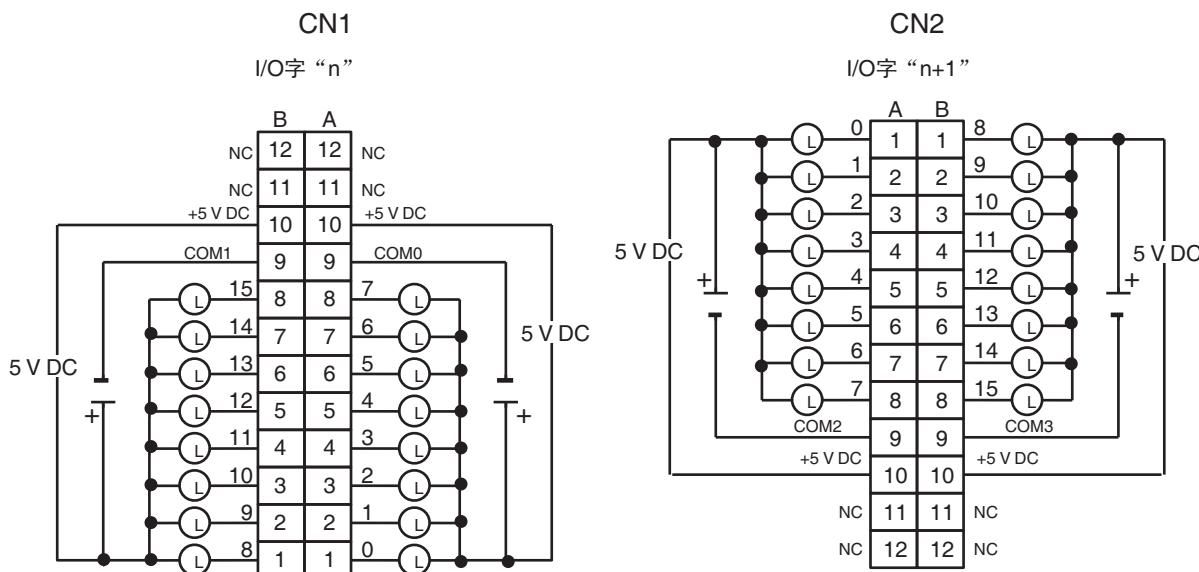 CN1
I/O字“n”
B A
NC 12 12 NC
NC 11 11 NC
+5 V DC 10 10 +5 V DC
COM1 9 9 COM0
L 15 8 8 7 L
L 14 7 7 6 L
L 13 6 6 5 L
L 12 5 5 4 L
L 11 4 4 3 L
L 10 3 3 2 L
L 9 2 2 1 L
L 8 1 1 0 L
5 V DC
+
5 V DC
+
CN2
I/O字“n+1”
A B
L 0 1 1 8 L
L 1 2 2 9 L
L 2 3 3 10 L
L 3 4 4 11 L
L 4 5 5 12 L
L 5 6 6 13 L
L 6 7 7 14 L
L 7 8 8 15 L
COM2 9 9 COM3
+5 V DC 10 10 +5 V DC
NC 11 11 NC
NC 12 12 NC
5 V DC
+
5 V DC
+